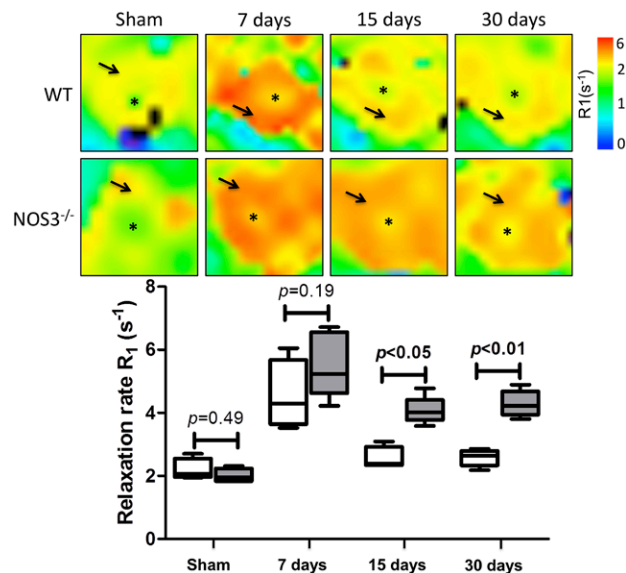 Sham 7 days 15 days 30 days
WT
* * * *
NOS3-/-
* * * *
6
2
1
0
R1(s-1)
Relaxation rate R1 (s-1)
8
6
4
2
0
p=0.49
p=0.19
p<0.05
p<0.01
Sham 7 days 15 days 30 days